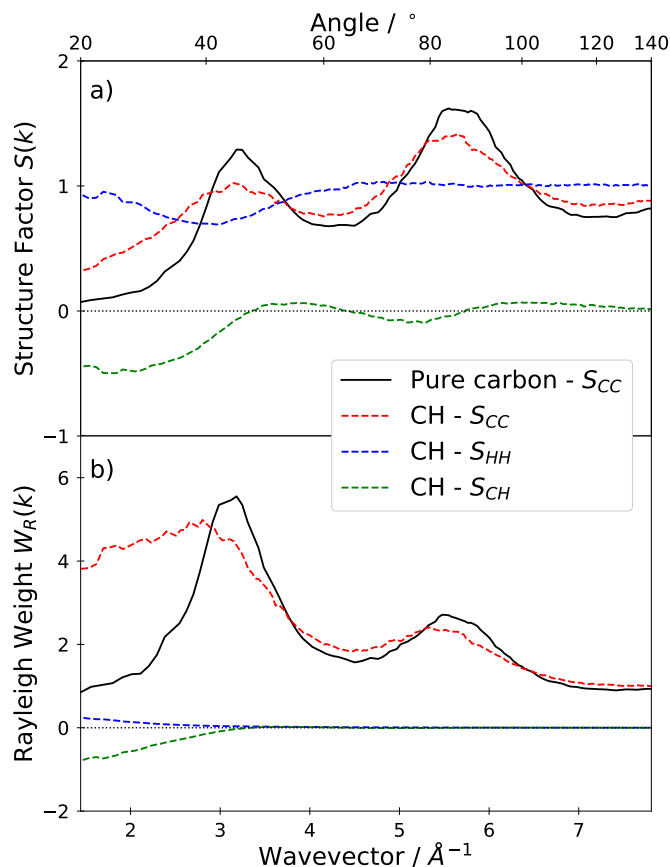 Angle / °
20 40 60 80 100 120 140
a)
Structure Factor S(k)
2
1
0
−1
Pure carbon - S_CC
CH - S_CC
CH - S_HH
CH - S_CH
b)
Rayleigh Weight W_R(k)
6
4
2
0
−2
2 3 4 5 6 7
Wavevector / Å⁻¹